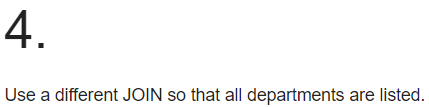 4.
Use a different JOIN so that all departments are listed.